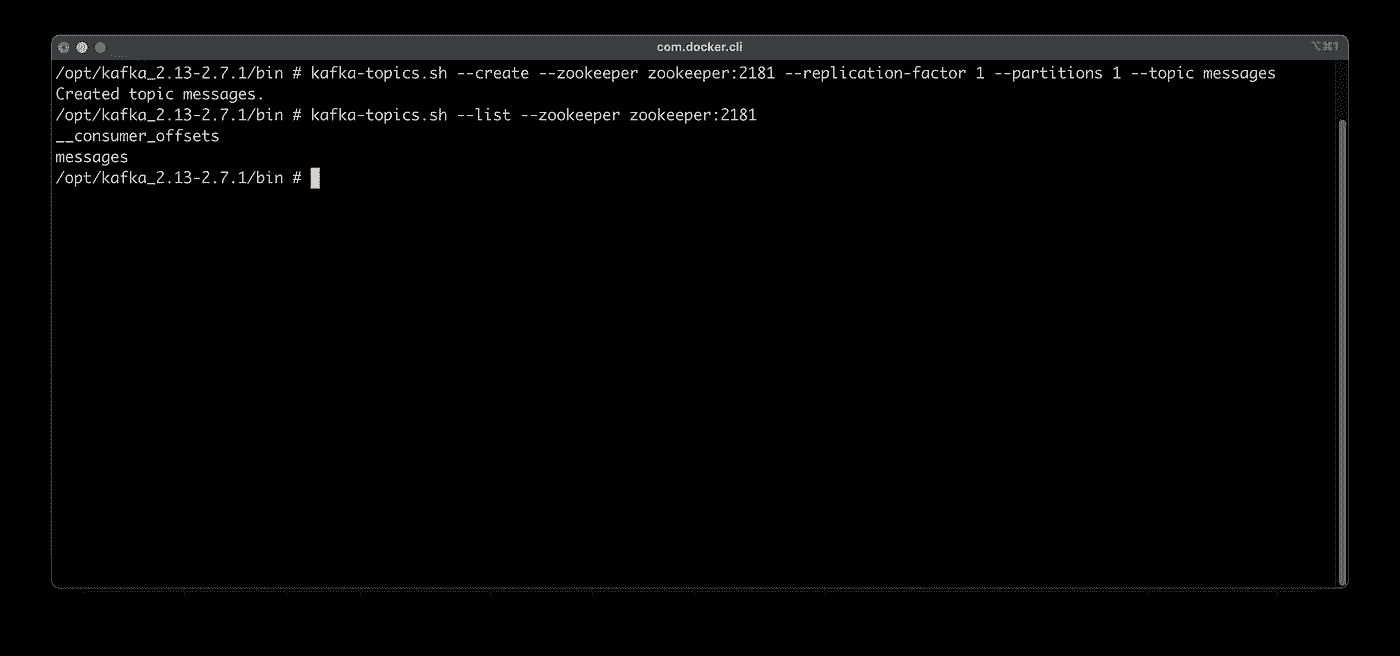 com.docker.cli
⌥⌘1
/opt/kafka_2.13-2.7.1/bin # kafka-topics.sh --create --zookeeper zookeeper:2181 --replication-factor 1 --partitions 1 --topic messages
Created topic messages.
/opt/kafka_2.13-2.7.1/bin # kafka-topics.sh --list --zookeeper zookeeper:2181
__consumer_offsets
messages
/opt/kafka_2.13-2.7.1/bin #